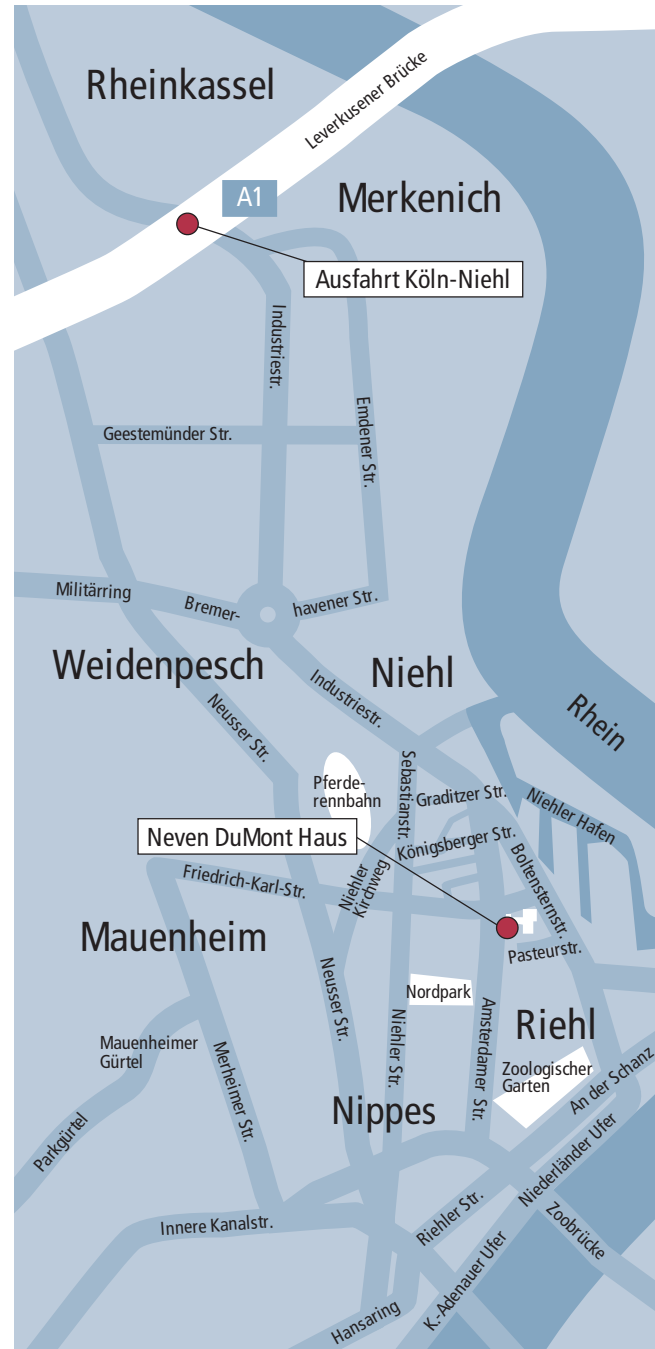 Rheinkassel
Leverkusener Brücke
A1
Merkenich
Ausfahrt Köln-Niehl
Industriestr.
Emdener Str.
Geestemünder Str.
Militärring
Bremer-
havener Str.
Weidenpesch
Niehl
Industriestr.
Neusser Str.
Rhein
Pferde-
rennbahn
Sebastianstr.
Graditzer Str.
Niehler Hafen
Neven DuMont Haus
Königsberger Str.
Boltensternstr.
Friedrich-Karl-Str.
Niehler
Kirchweg
Mauenheim
Pasteurstr.
Neusser Str.
Nordpark
Niehler Str.
Amsterdamer Str.
Riehl
Mauenheimer
Gürtel
Merheimer Str.
Zoologischer
Garten
An der Schanz
Nippes
Parkgürtel
Niederländer Ufer
Innere Kanalstr.
Riehler Str.
Zoobrücke
K.-Adenauer Ufer
Hansaring